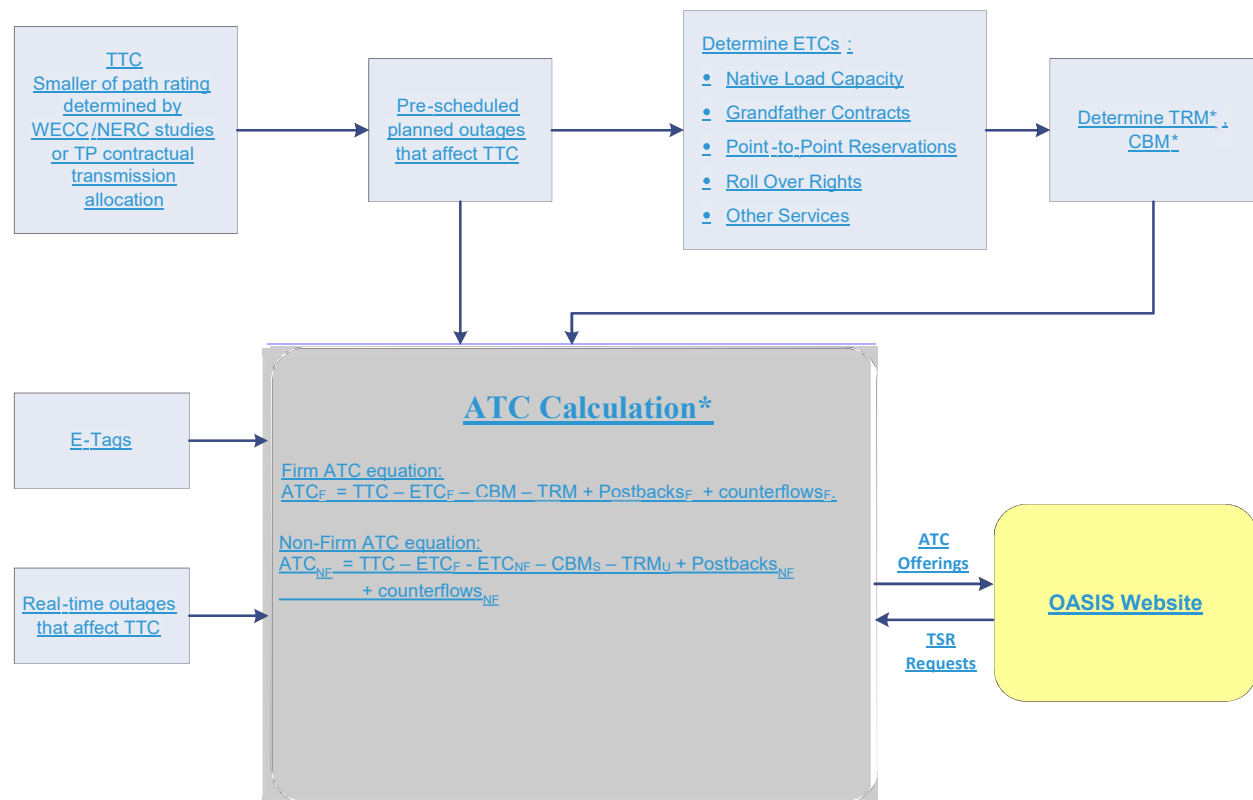 TTC
Smaller of path rating
determined by
WECC/NERC studies
or TP contractual
transmission
allocation
Pre-scheduled
planned outages
that affect TTC
Determine ETCs :
• Native Load Capacity
• Grandfather Contracts
• Point-to-Point Reservations
• Roll Over Rights
• Other Services
Determine TRM* ,
CBM*
ATC Calculation*
Firm ATC equation:
ATCF = TTC – ETCF – CBM – TRM + PostbacksF + counterflowsF.
Non-Firm ATC equation:
ATCNF = TTC – ETCF - ETCNF – CBMS – TRMU + PostbacksNF
+ counterflowsNF
E-Tags
Real-time outages
that affect TTC
ATC
Offerings
TSR
Requests
OASIS Website